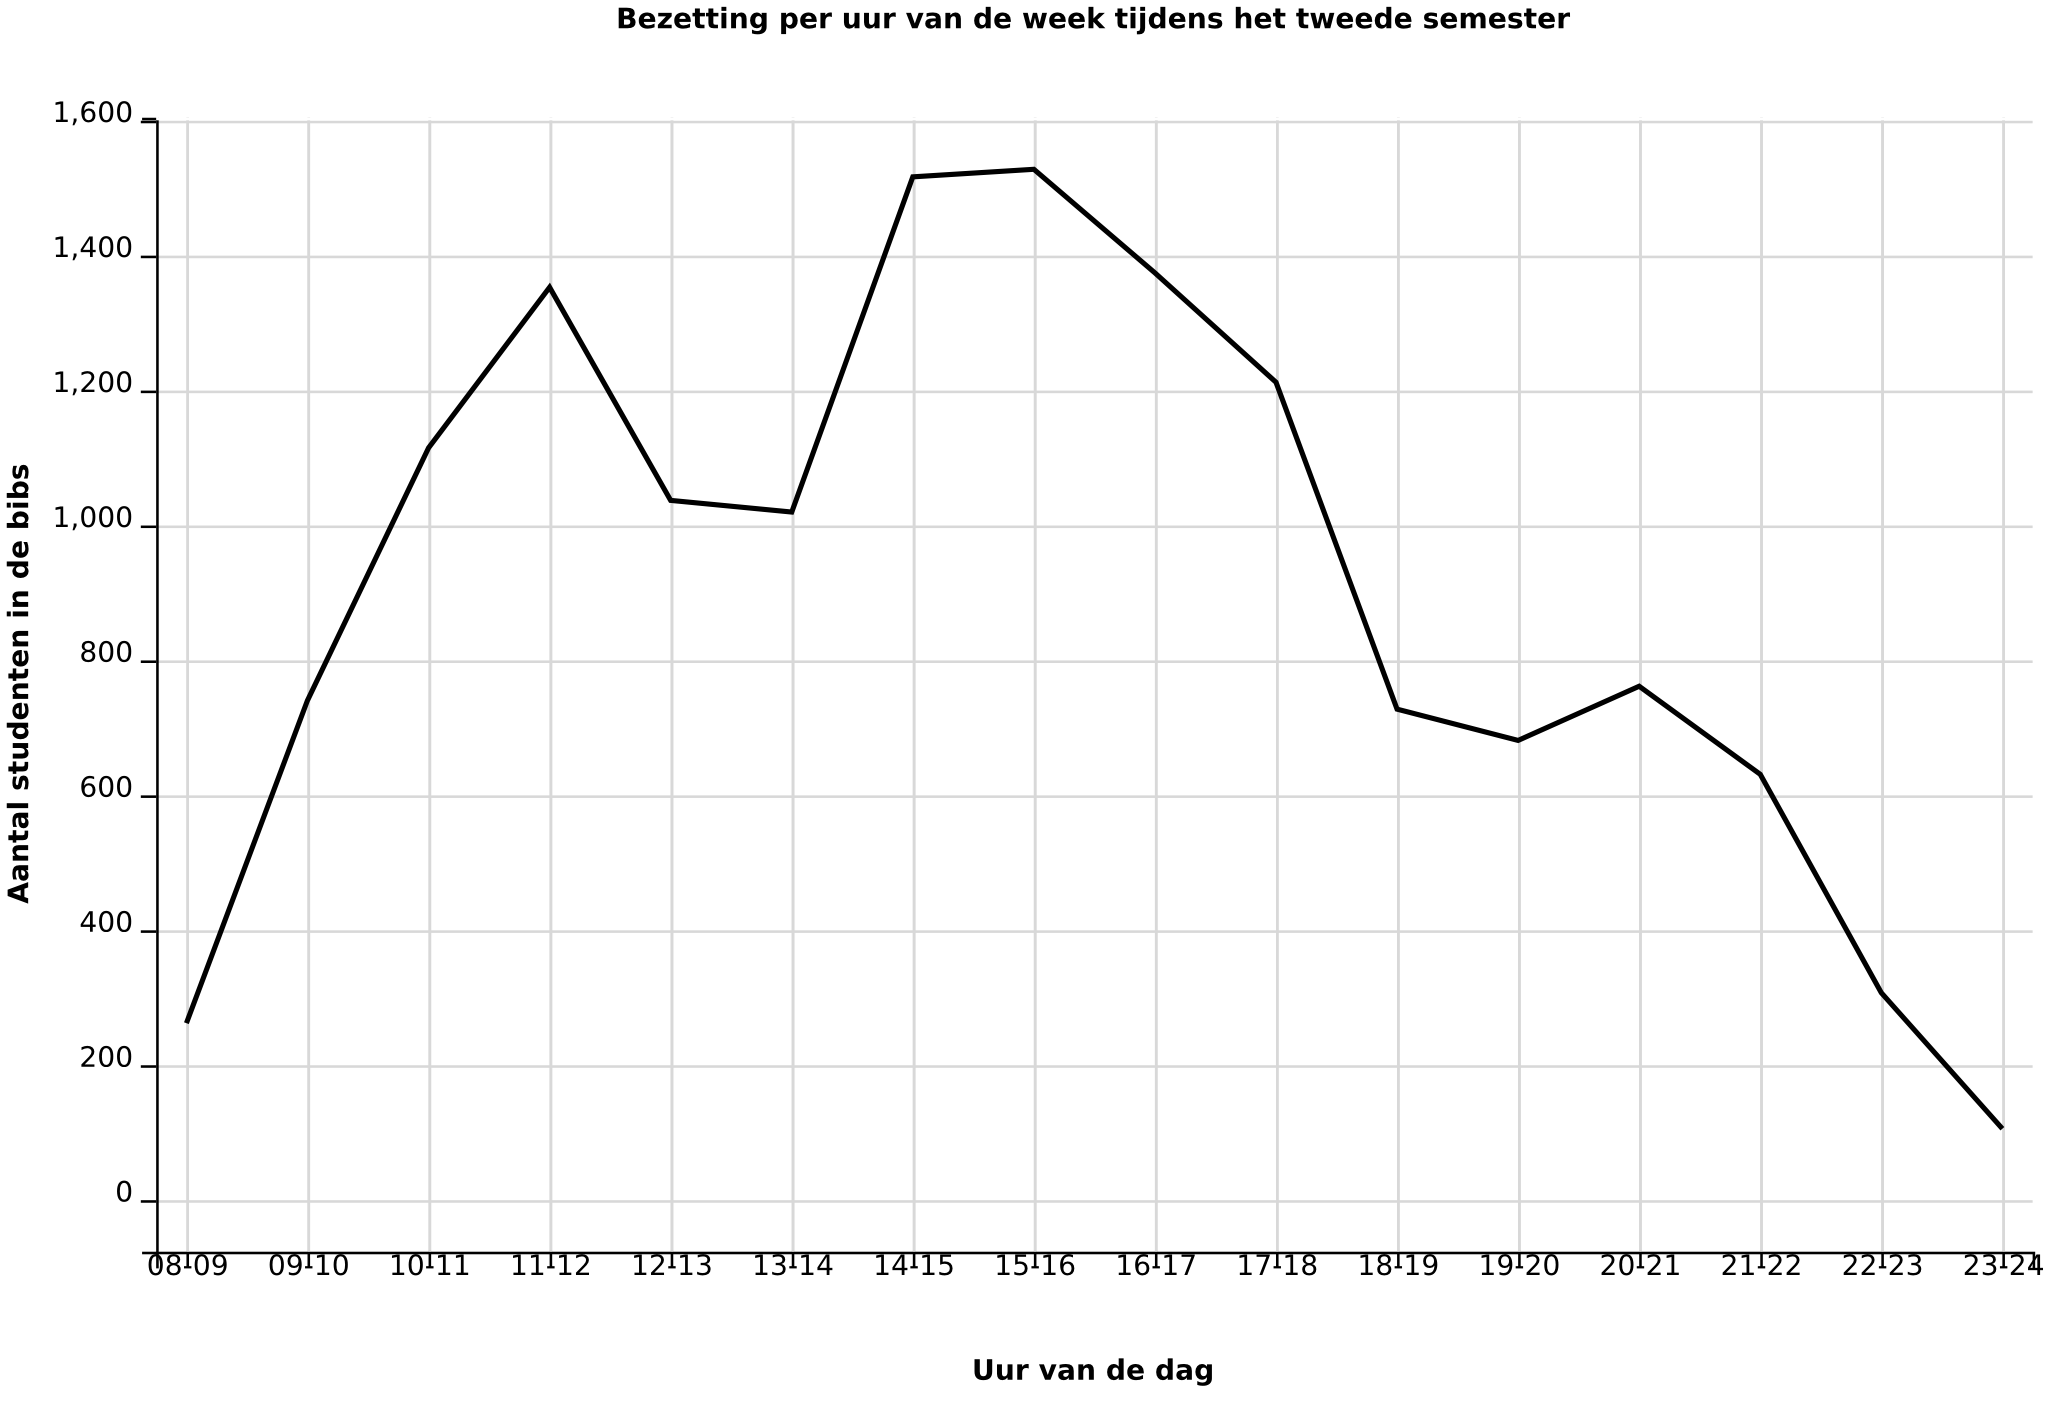 Bezetting per uur van de week tijdens het tweede semester
1,600
1,400
1,200
1,000
800
600
400
200
0
Aantal studenten in de bibs
08-09 09-10 10-11 11-12 12-13 13-14 14-15 15-16 16-17 17-18 18-19 19-20 20-21 21-22 22-23 23-24
Uur van de dag